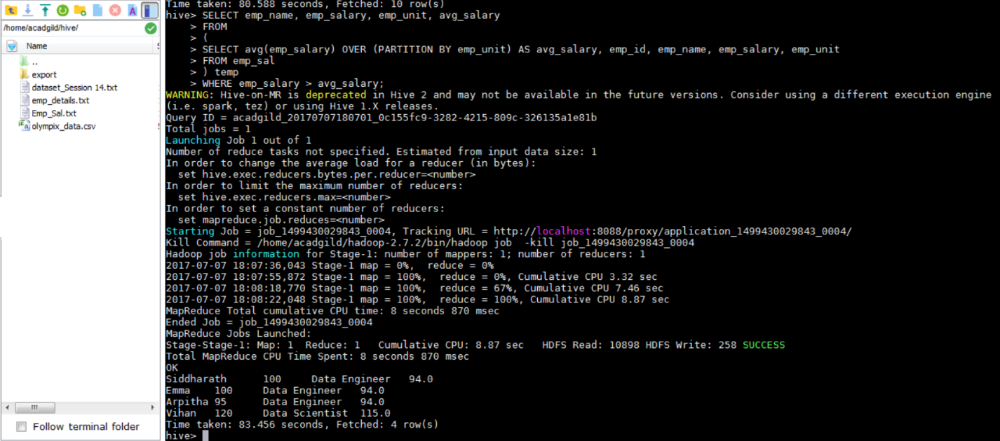 /home/acadgild/hive/
Name
..
export
dataset_Session 14.txt
emp_details.txt
Emp_Sal.txt
olympix_data.csv
Follow terminal folder
Time taken: 80.588 seconds, Fetched: 10 row(s)
hive> SELECT emp_name, emp_salary, emp_unit, avg_salary
    > FROM
    > (
    > SELECT avg(emp_salary) OVER (PARTITION BY emp_unit) AS avg_salary, emp_id, emp_name, emp_salary, emp_unit
    > FROM emp_sal
    > ) temp
    > WHERE emp_salary > avg_salary;
WARNING: Hive-on-MR is deprecated in Hive 2 and may not be available in the future versions. Consider using a different execution engine
(i.e. spark, tez) or using Hive 1.X releases.
Query ID = acadgild_20170707180701_0c155fc9-3282-4215-809c-326135a1e81b
Total jobs = 1
Launching Job 1 out of 1
Number of reduce tasks not specified. Estimated from input data size: 1
In order to change the average load for a reducer (in bytes):
  set hive.exec.reducers.bytes.per.reducer=<number>
In order to limit the maximum number of reducers:
  set hive.exec.reducers.max=<number>
In order to set a constant number of reducers:
  set mapreduce.job.reduces=<number>
Starting Job = job_1499430029843_0004, Tracking URL = http://localhost:8088/proxy/application_1499430029843_0004/
Kill Command = /home/acadgild/hadoop-2.7.2/bin/hadoop job  -kill job_1499430029843_0004
Hadoop job information for Stage-1: number of mappers: 1; number of reducers: 1
2017-07-07 18:07:36,043 Stage-1 map = 0%,  reduce = 0%
2017-07-07 18:07:55,872 Stage-1 map = 100%,  reduce = 0%, Cumulative CPU 3.32 sec
2017-07-07 18:08:18,770 Stage-1 map = 100%,  reduce = 67%, Cumulative CPU 7.46 sec
2017-07-07 18:08:22,048 Stage-1 map = 100%,  reduce = 100%, Cumulative CPU 8.87 sec
MapReduce Total cumulative CPU time: 8 seconds 870 msec
Ended Job = job_1499430029843_0004
MapReduce Jobs Launched:
Stage-Stage-1: Map: 1  Reduce: 1   Cumulative CPU: 8.87 sec   HDFS Read: 10898 HDFS Write: 258 SUCCESS
Total MapReduce CPU Time Spent: 8 seconds 870 msec
OK
Siddharath      100     Data Engineer   94.0
Emma    100     Data Engineer   94.0
Arpitha 95      Data Engineer   94.0
Vihan   120     Data Scientist  115.0
Time taken: 83.456 seconds, Fetched: 4 row(s)
hive>